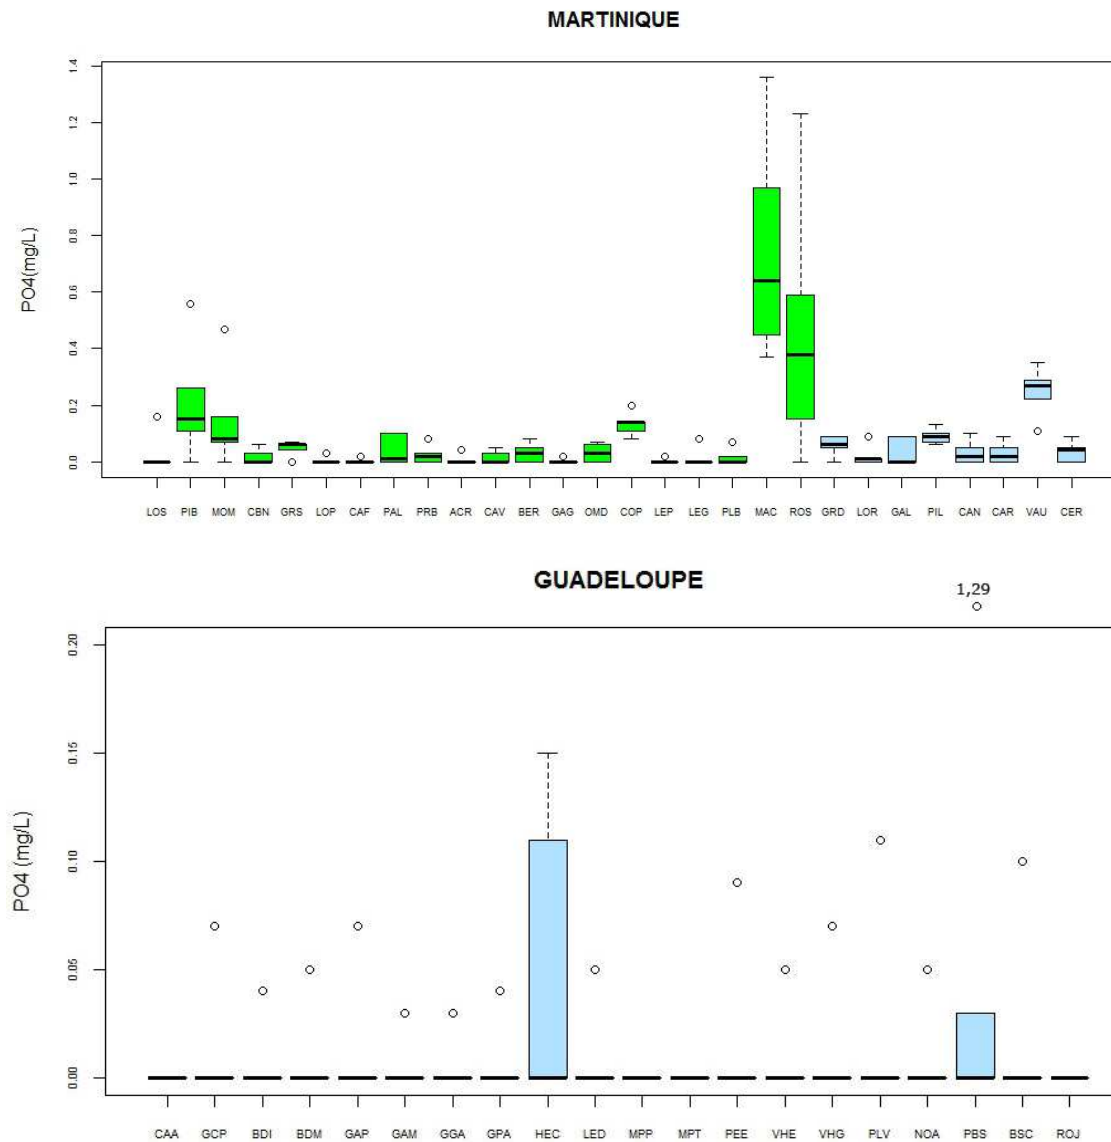 MARTINIQUE
PO4(mg/L)
1.4
1.2
1.0
0.8
0.6
0.4
0.2
0.0
LOS PIB MOM CBN GRS LOP CAF PAL PRB ACR CAV BER GAG OMD COP LEP LEG PLB MAC ROS GRD LOR GAL PIL CAN CAR VAU CER
GUADELOUPE
1,29
PO4 (mg/L)
0.20
0.15
0.10
0.05
0.00
CAA GCP BDI BDM GAP GAM GGA GPA HEC LED MPP MPT PEE VHE VHG PLV NOA PBS BSC ROJ